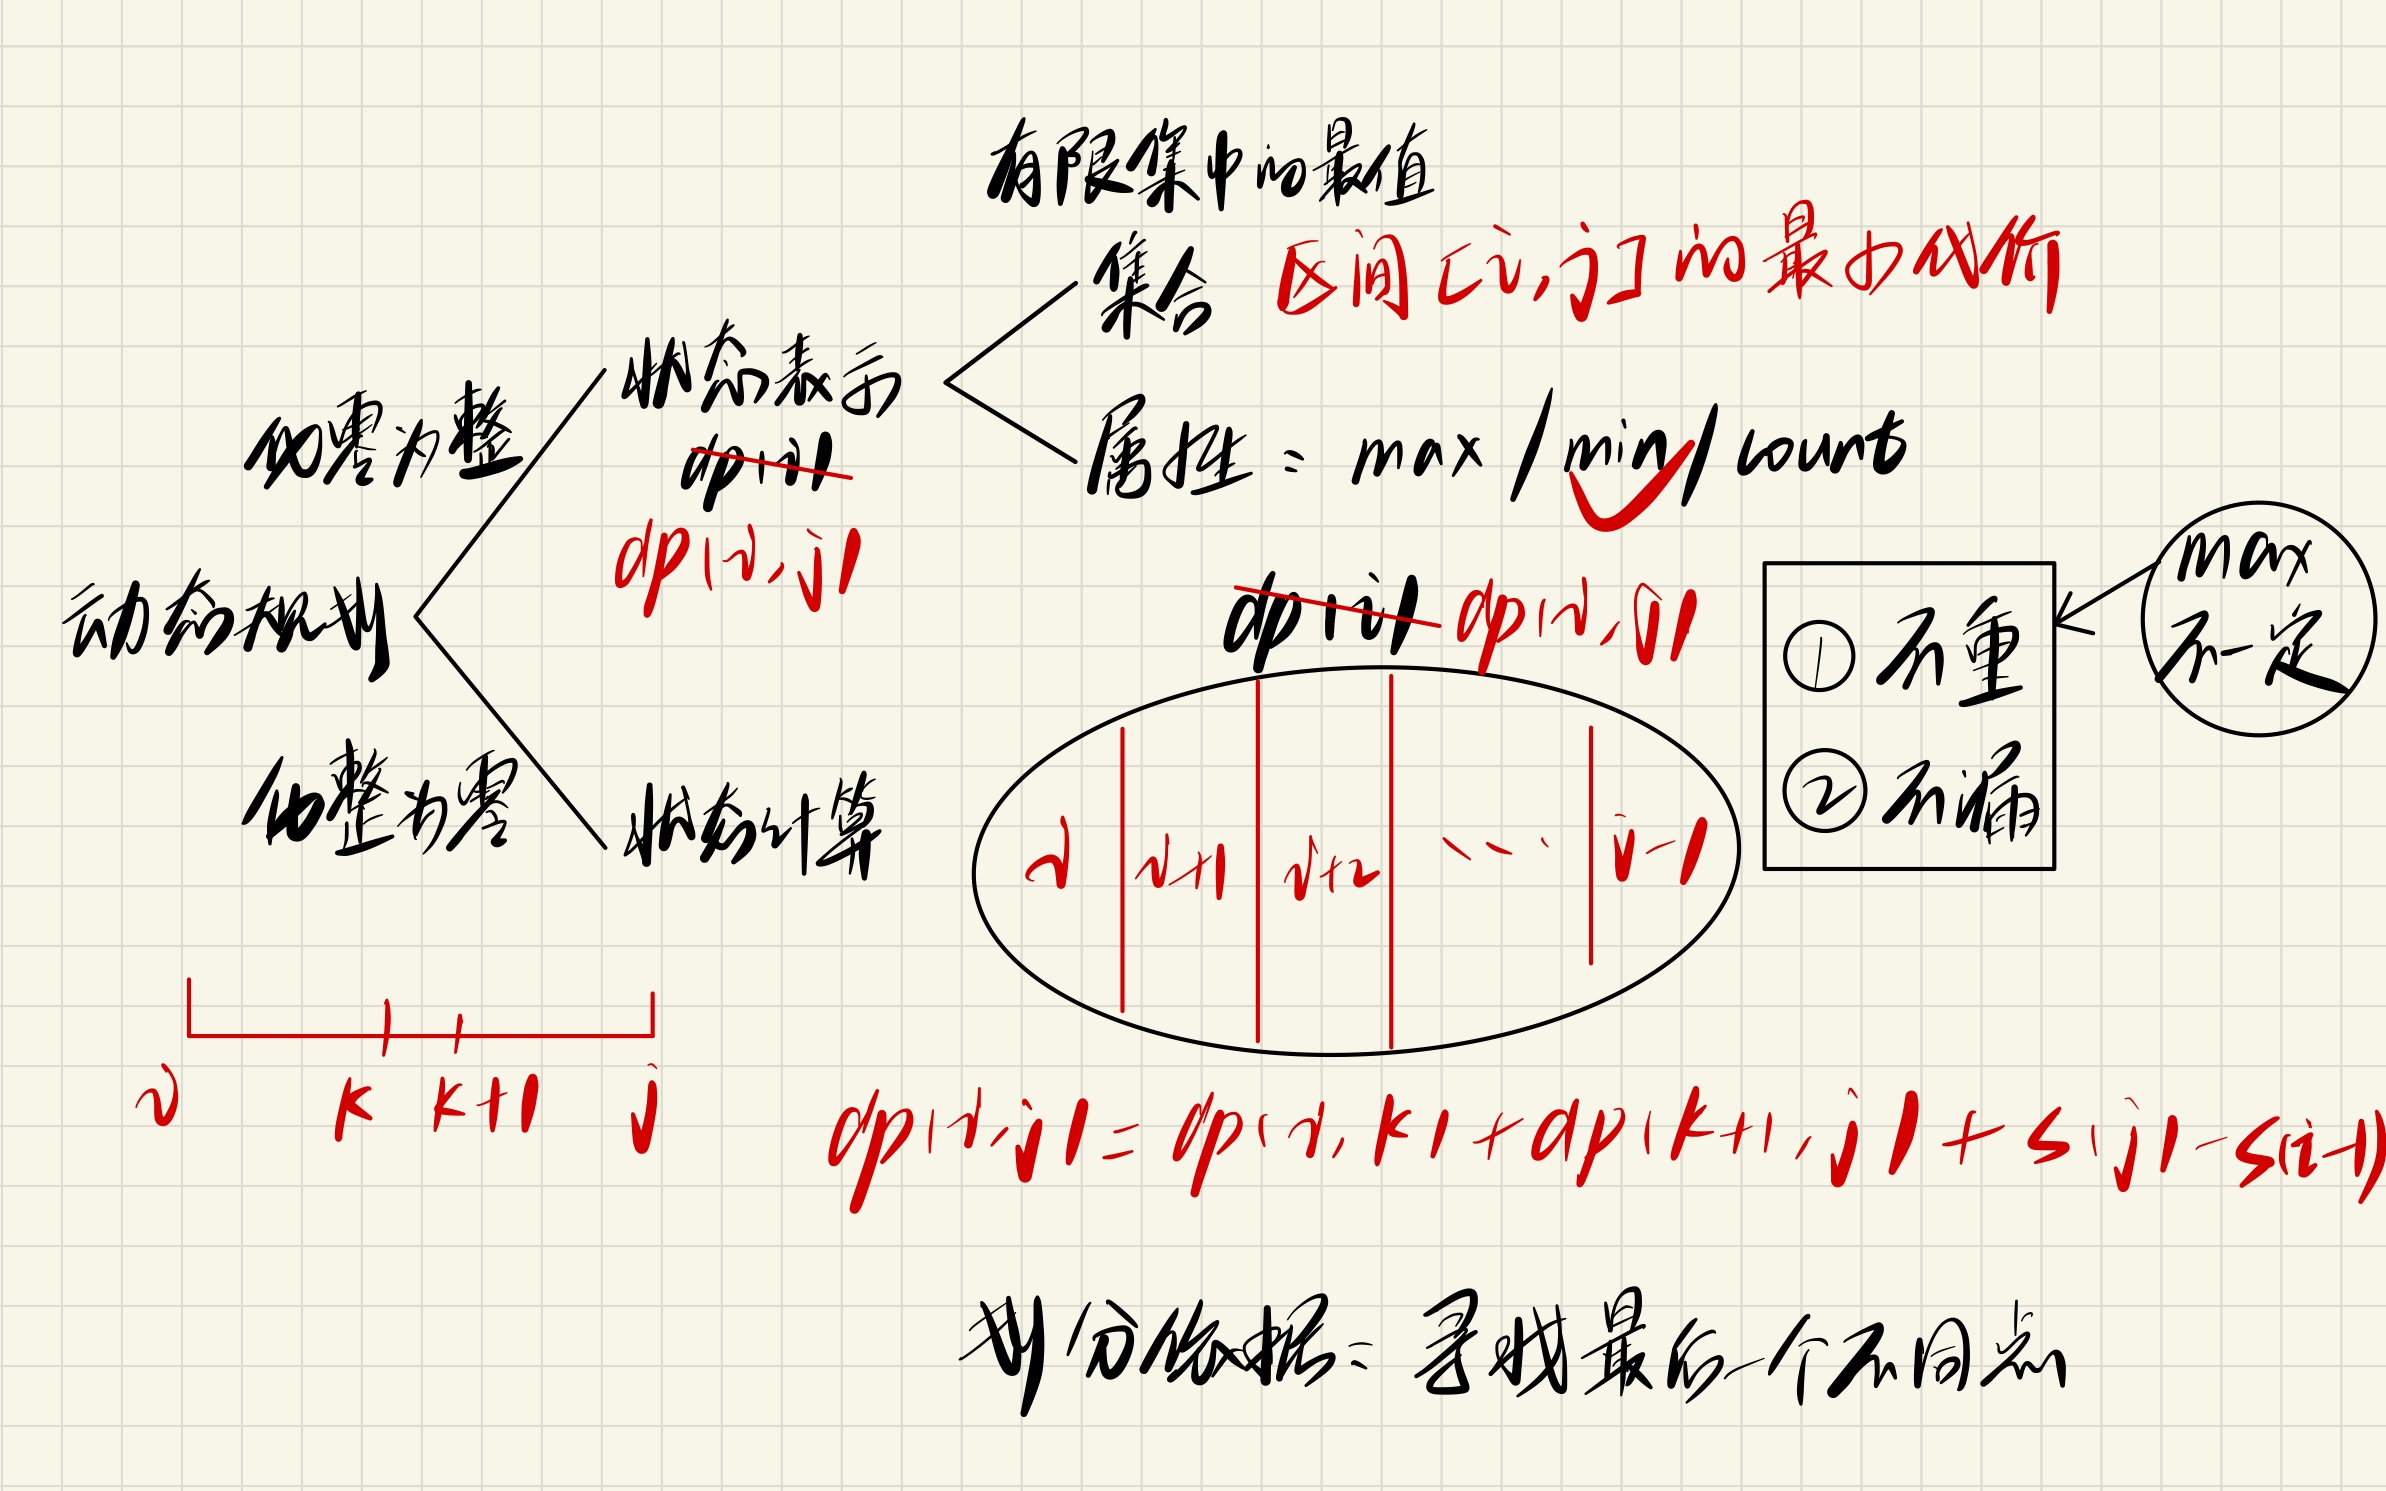 有限集中的最值
集合 区间[i,j]的最少代价
状态表示
化零为整
dp(i)
属性：max/min/count
dp(i,j)
max
不一定
dp(i) dp(i,j)
动态规划
① 不重
② 不漏
化整为零
状态计算
i i+1 i+2 ... j-1
i k k+1 j
dp(i,j)=dp(i,k)+dp(k+1,j)+s(j)-s(i-1)
划分依据：寻找最后一个不同点